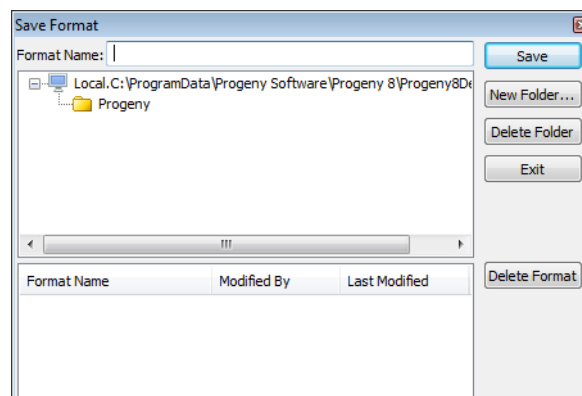 Save Format
Format Name:
Save
Local.C:\ProgramData\Progeny Software\Progeny 8\Progeny8De
Progeny
New Folder...
Delete Folder
Exit
Delete Format
Format Name Modified By Last Modified